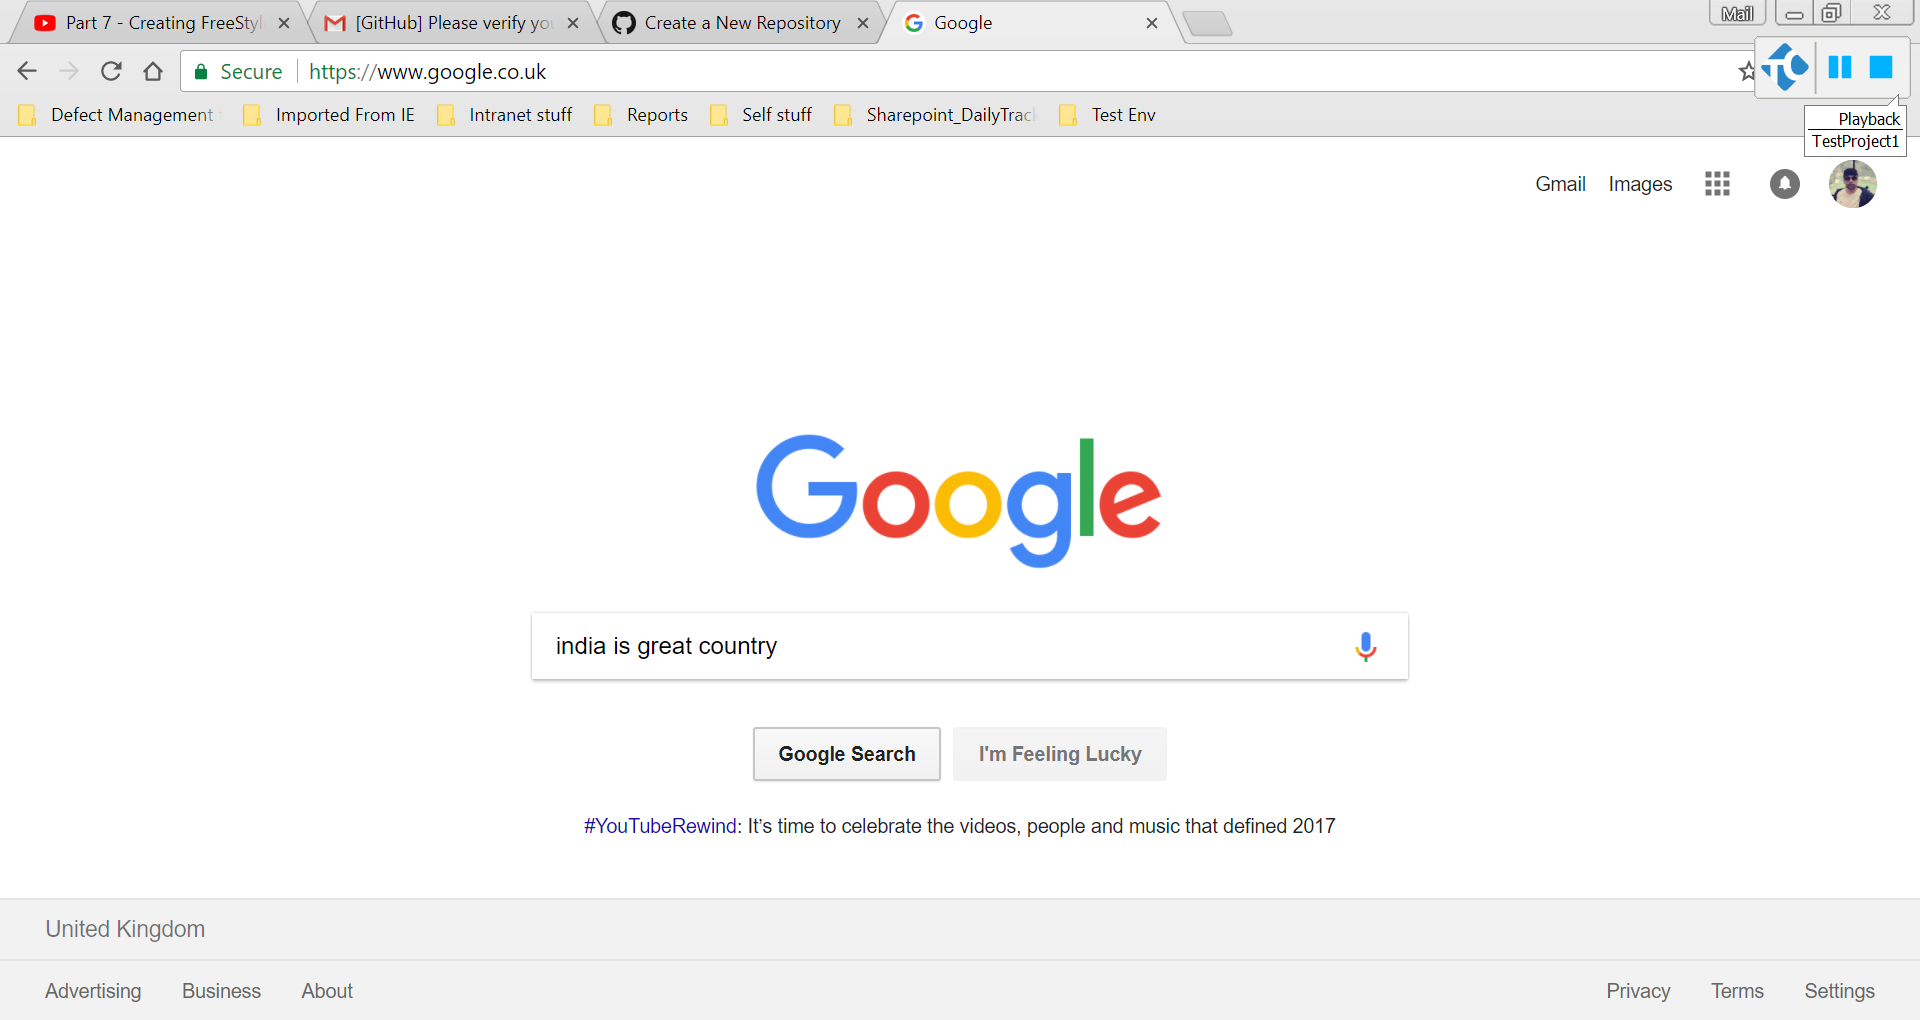 Part 7 - Creating FreeStyl
[GitHub] Please verify you
Create a New Repository
Google
Mail
Secure
https://www.google.co.uk
Playback
TestProject1
Defect Management
Imported From IE
Intranet stuff
Reports
Self stuff
Sharepoint_DailyTrac
Test Env
Gmail
Images
Google
india is great country
Google Search
I'm Feeling Lucky
#YouTubeRewind: It’s time to celebrate the videos, people and music that defined 2017
United Kingdom
Advertising
Business
About
Privacy
Terms
Settings